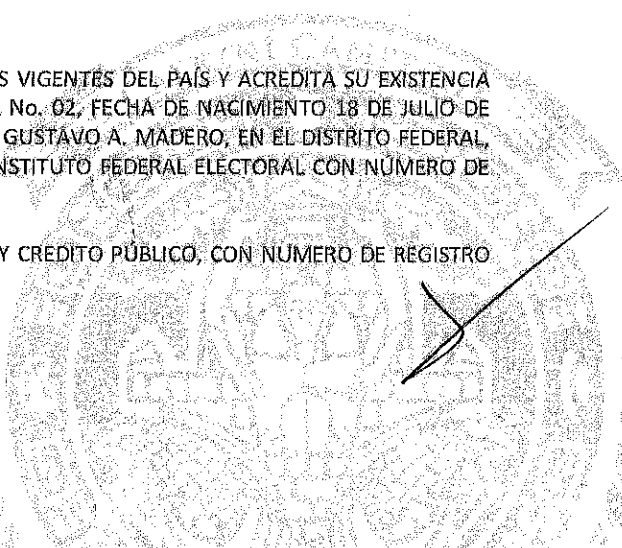 S VIGENTES DEL PAÍS Y ACREDITA SU EXISTENCIA
No. 02, FECHA DE NACIMIENTO 18 DE JULIO DE
GUSTAVO A. MADERO, EN EL DISTRITO FEDERAL,
NSTITUTO FEDERAL ELECTORAL CON NÚMERO DE
Y CREDITO PÚBLICO, CON NUMERO DE REGISTRO